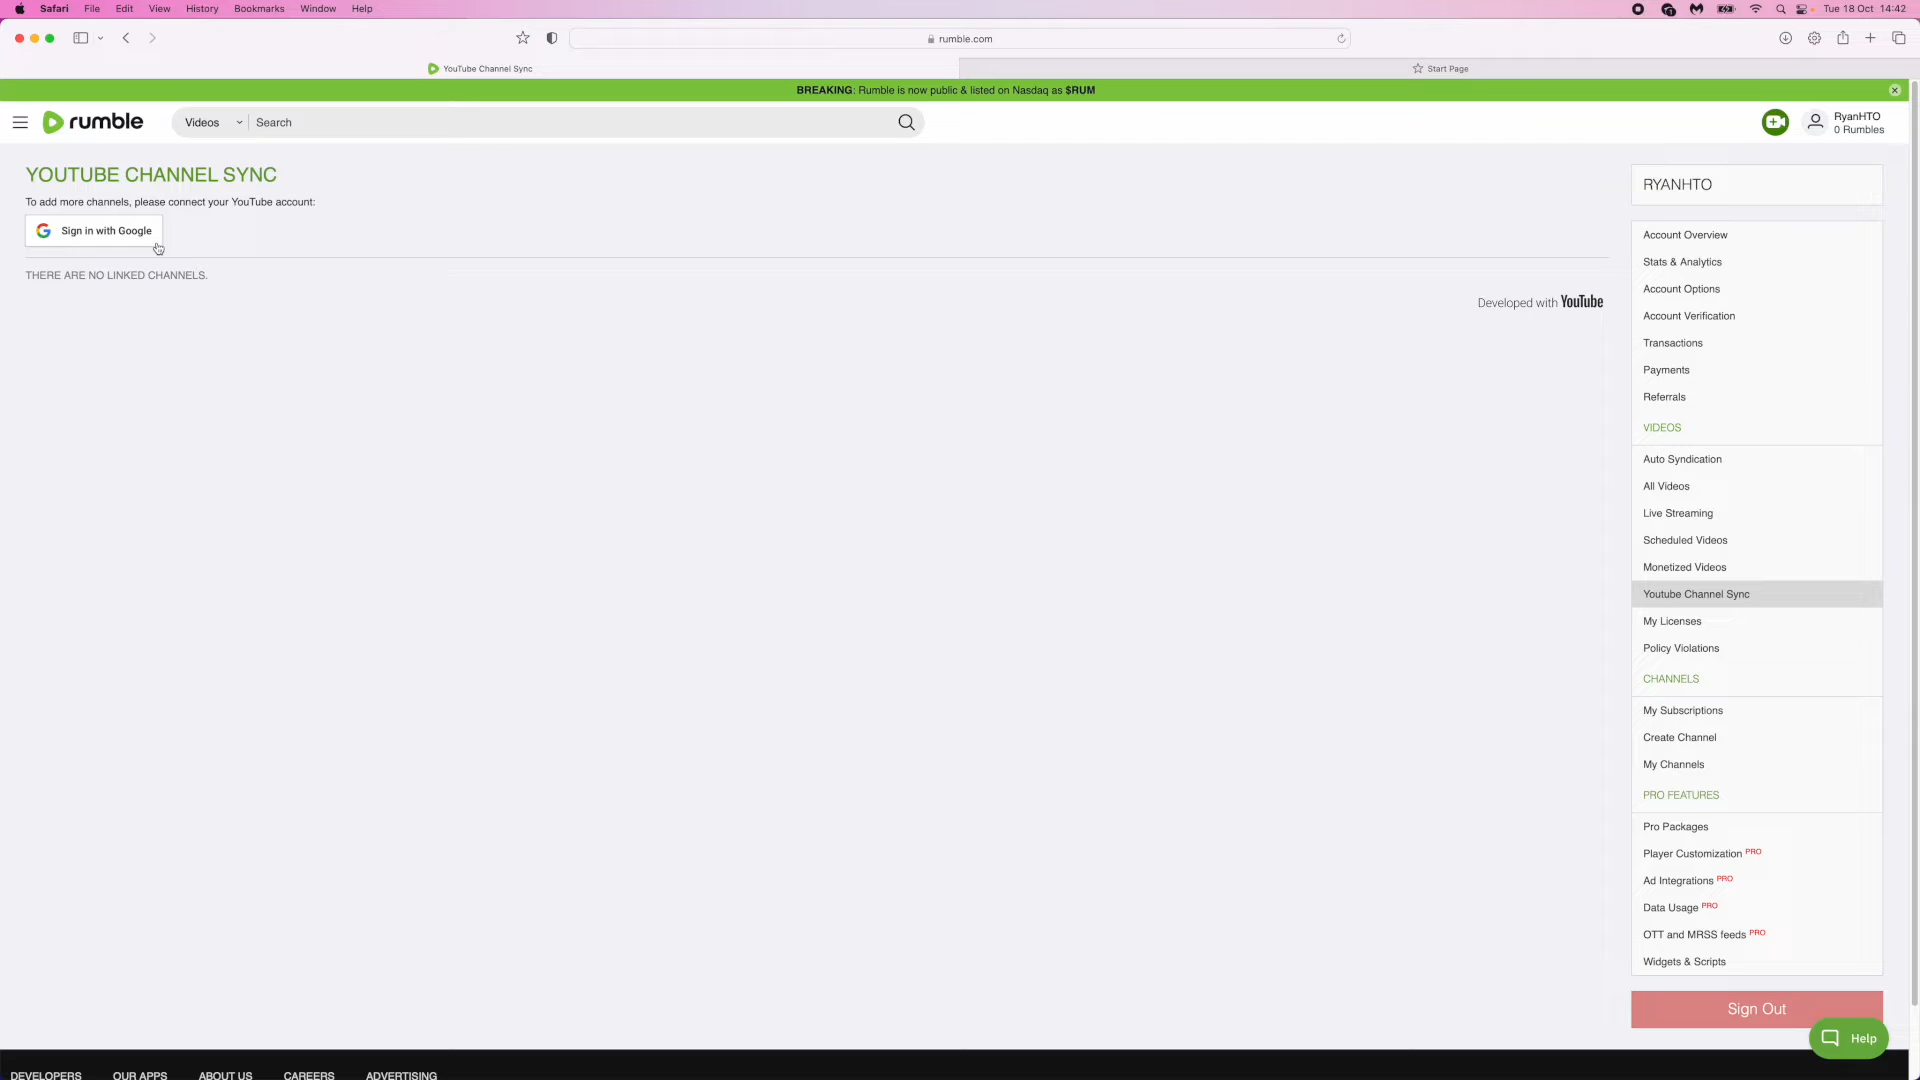 Safari File Edit View History Bookmarks Window Help Tue 18 Oct 14:42
rumble.com
YouTube Channel Sync Start Page
BREAKING: Rumble is now public & listed on Nasdaq as $RUM
rumble Videos Search RyanHTO
0 Rumbles
YOUTUBE CHANNEL SYNC
To add more channels, please connect your YouTube account:
Sign in with Google
THERE ARE NO LINKED CHANNELS.
Developed with YouTube
RYANHTO
Account Overview
Stats & Analytics
Account Options
Account Verification
Transactions
Payments
Referrals
VIDEOS
Auto Syndication
All Videos
Live Streaming
Scheduled Videos
Monetized Videos
Youtube Channel Sync
My Licenses
Policy Violations
CHANNELS
My Subscriptions
Create Channel
My Channels
PRO FEATURES
Pro Packages
Player Customization PRO
Ad Integrations PRO
Data Usage PRO
OTT and MRSS feeds PRO
Widgets & Scripts
Sign Out
Help
DEVELOPERS OUR APPS ABOUT US CAREERS ADVERTISING